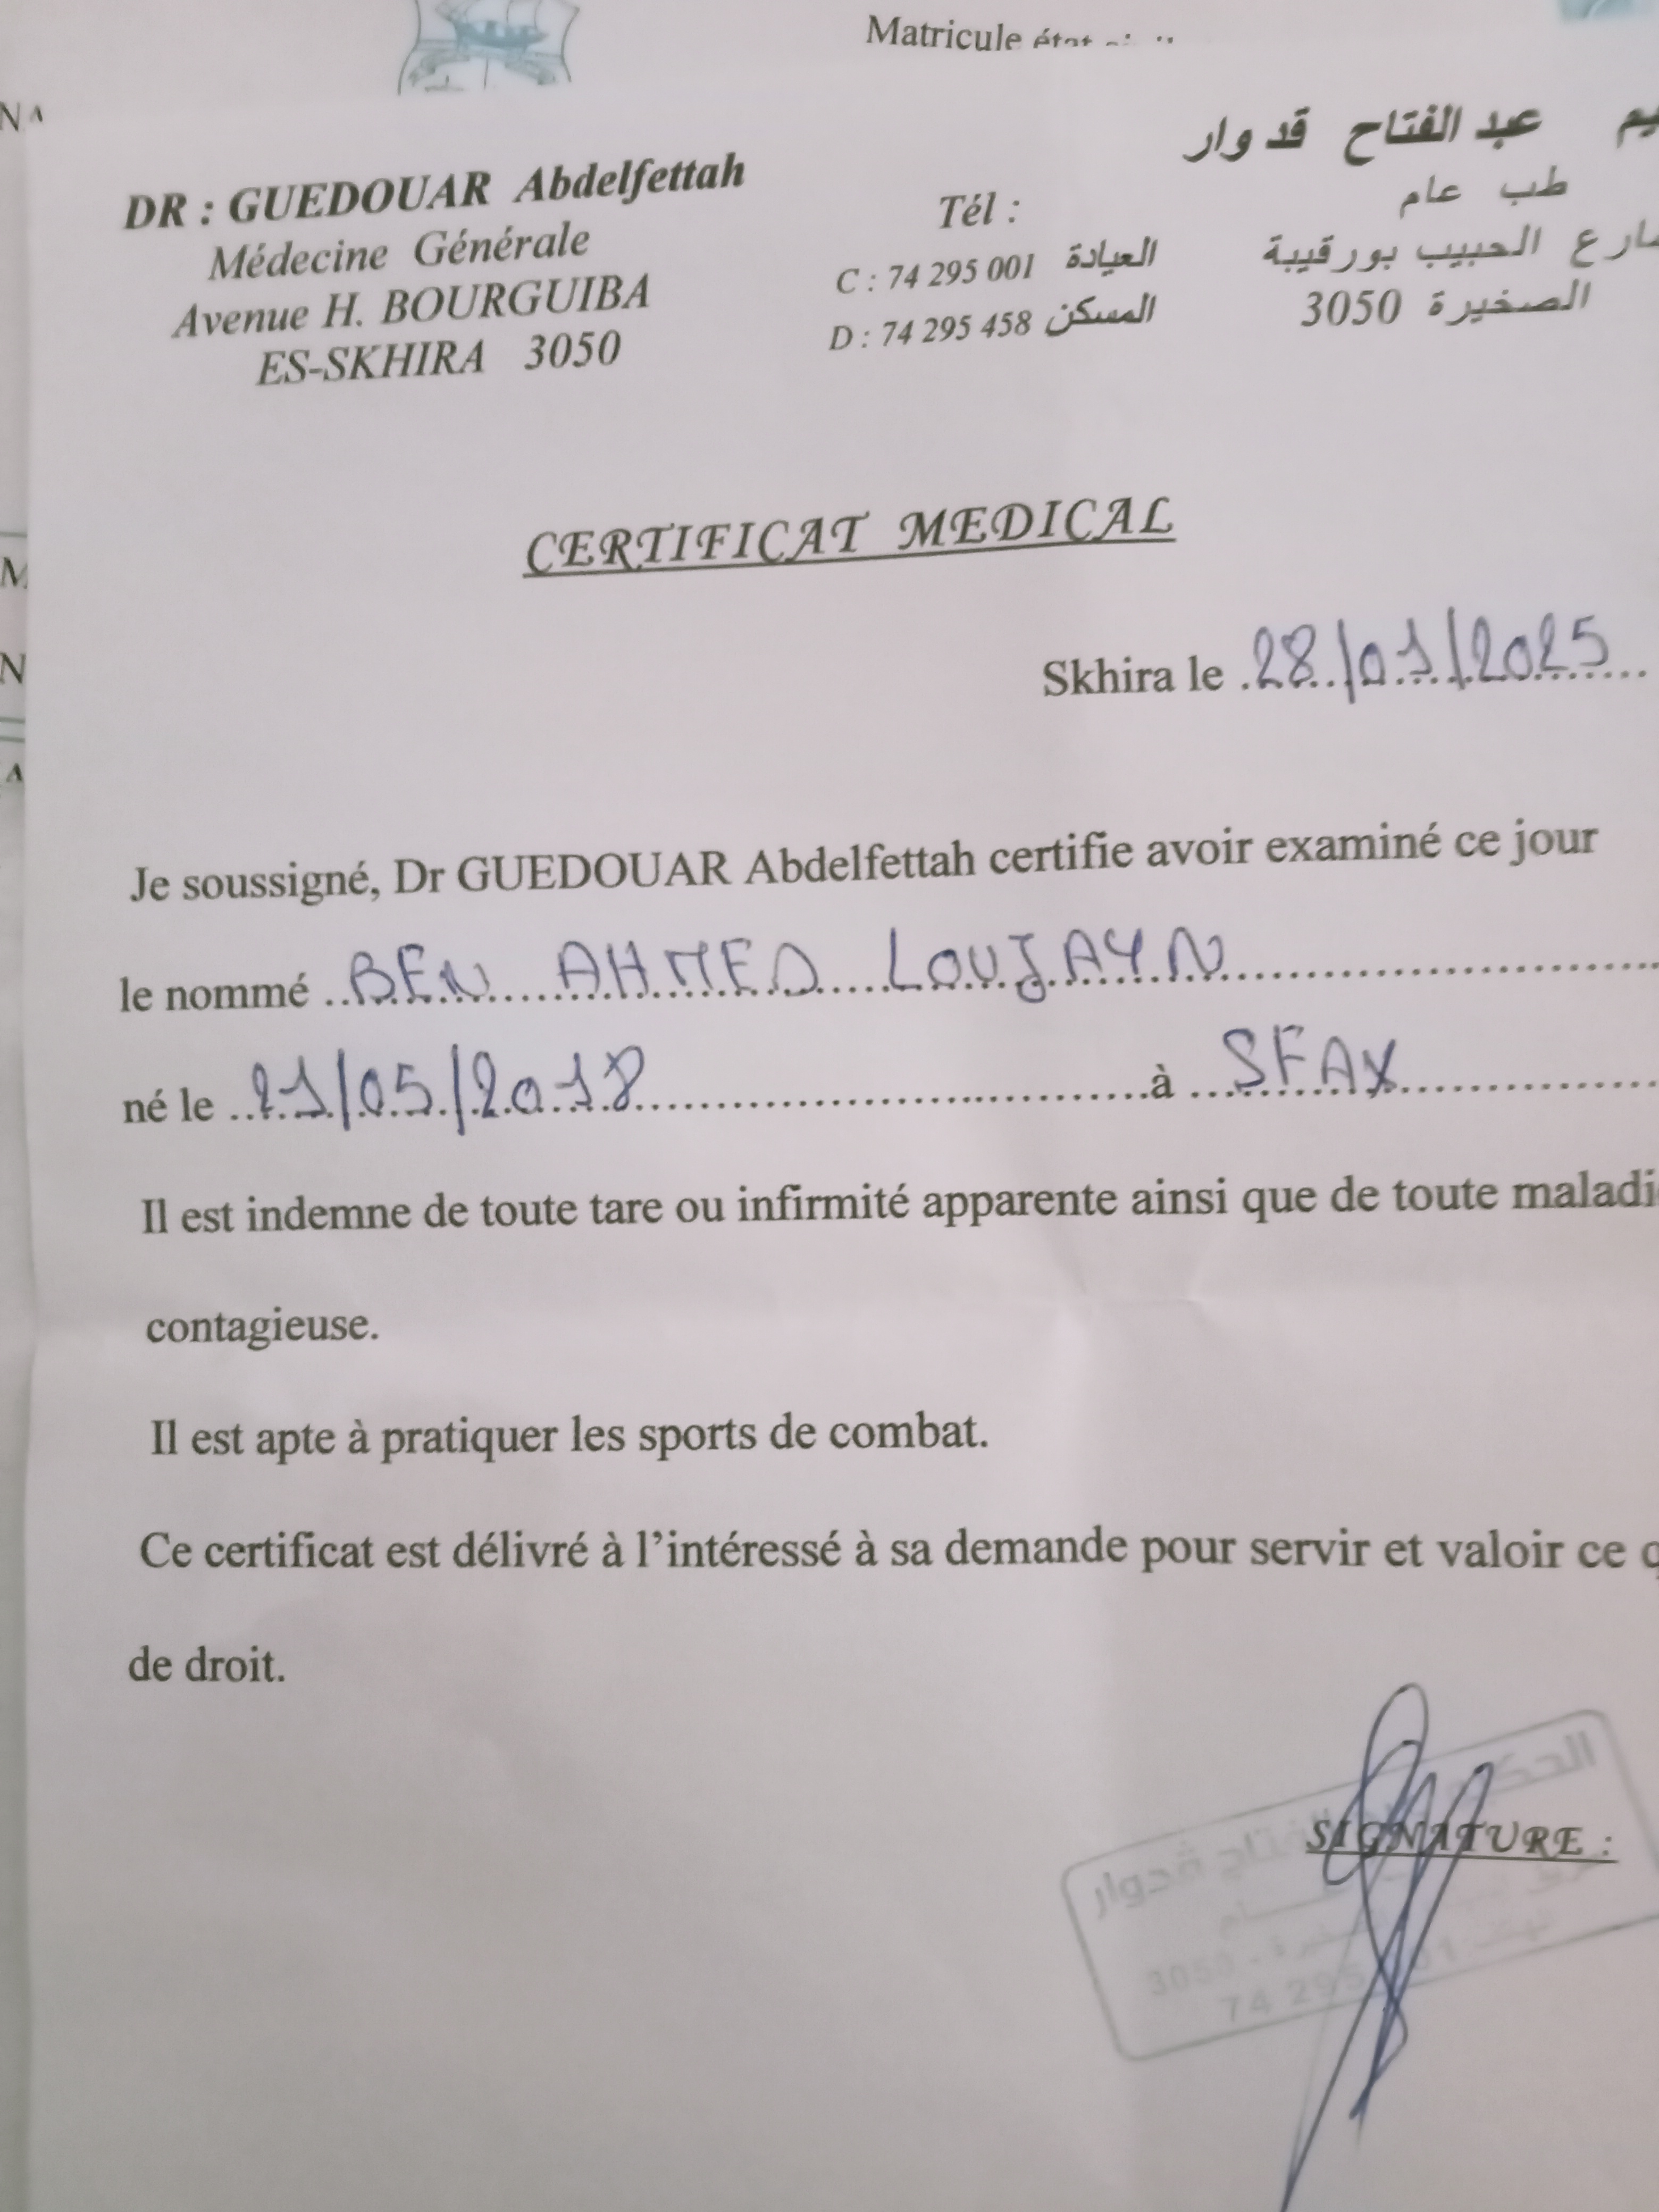 Matricule
DR : GUEDOUAR Abdelfettah
Médecine Générale
Avenue H. BOURGUIBA
ES-SKHIRA 3050
Tél :
C : 74 295 001 العيادة
D : 74 295 458 المسكن
عبد الفتاح قدوار
طب عام
الحبيب بورقيبة
الصخيرة 3050
CERTIFICAT MEDICAL
Skhira le 28/01/2025
Je soussigné, Dr GUEDOUAR Abdelfettah certifie avoir examiné ce jour
le nommé BEN AHMED LOUJAYN
né le 21/05/2018 à SFAX
Il est indemne de toute tare ou infirmité apparente ainsi que de toute maladi
contagieuse.
Il est apte à pratiquer les sports de combat.
Ce certificat est délivré à l'intéressé à sa demande pour servir et valoir ce
de droit.
SIGNATURE :